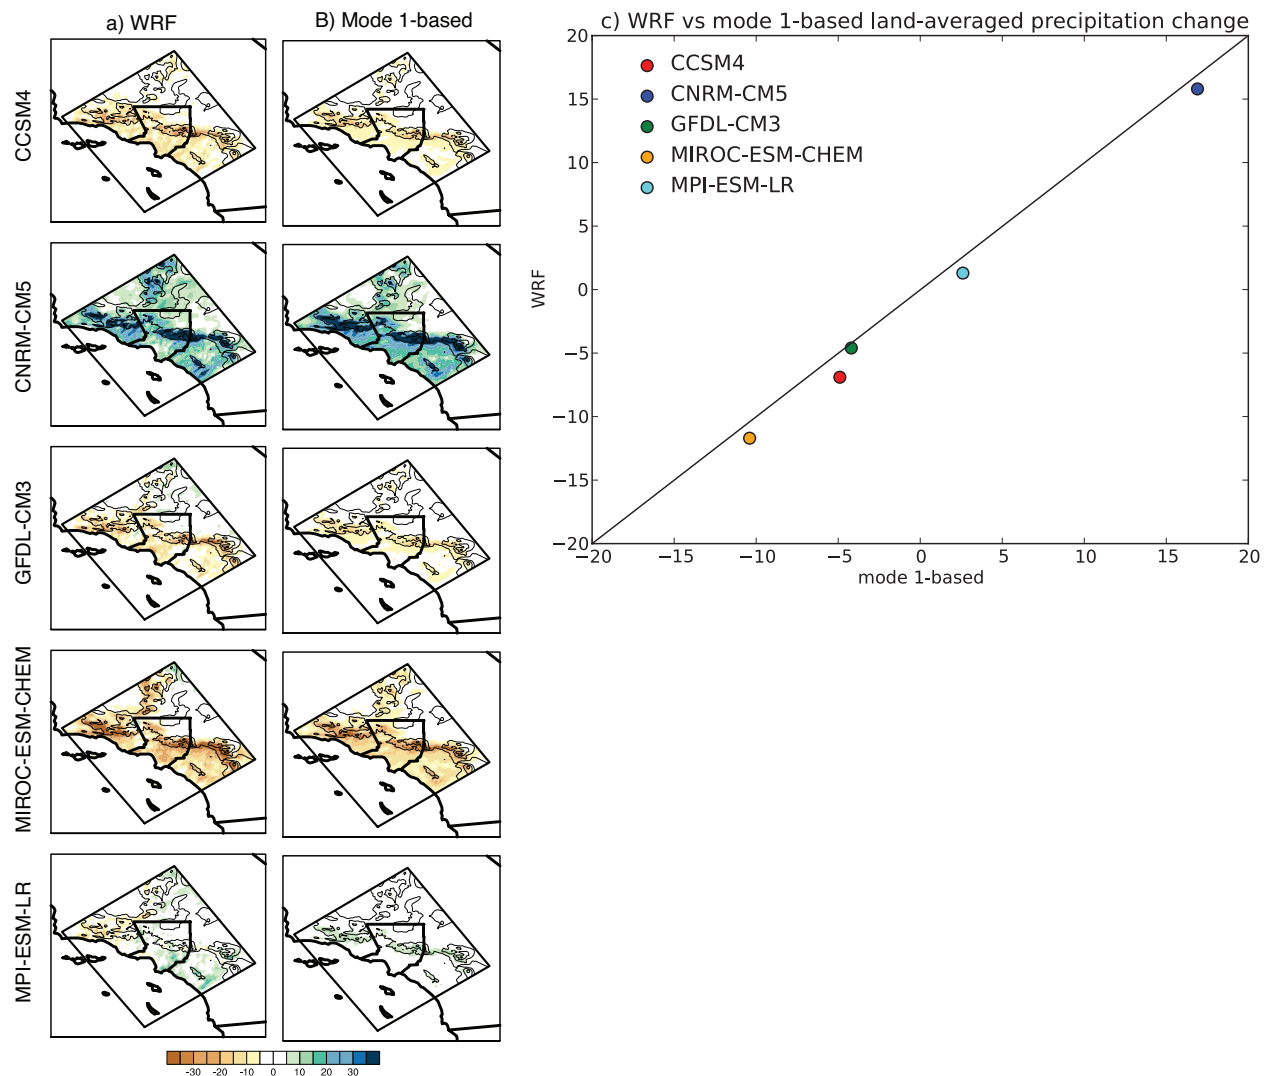 a) WRF
B) Mode 1-based
c) WRF vs mode 1-based land-averaged precipitation change
CCSM4
CNRM-CM5
GFDL-CM3
MIROC-ESM-CHEM
MPI-ESM-LR
-30 -20 -10 0 10 20 30
20
15
10
5
0
−5
−10
−15
−20
WRF
CCSM4
CNRM-CM5
GFDL-CM3
MIROC-ESM-CHEM
MPI-ESM-LR
−20 −15 −10 −5 0 5 10 15 20
mode 1-based